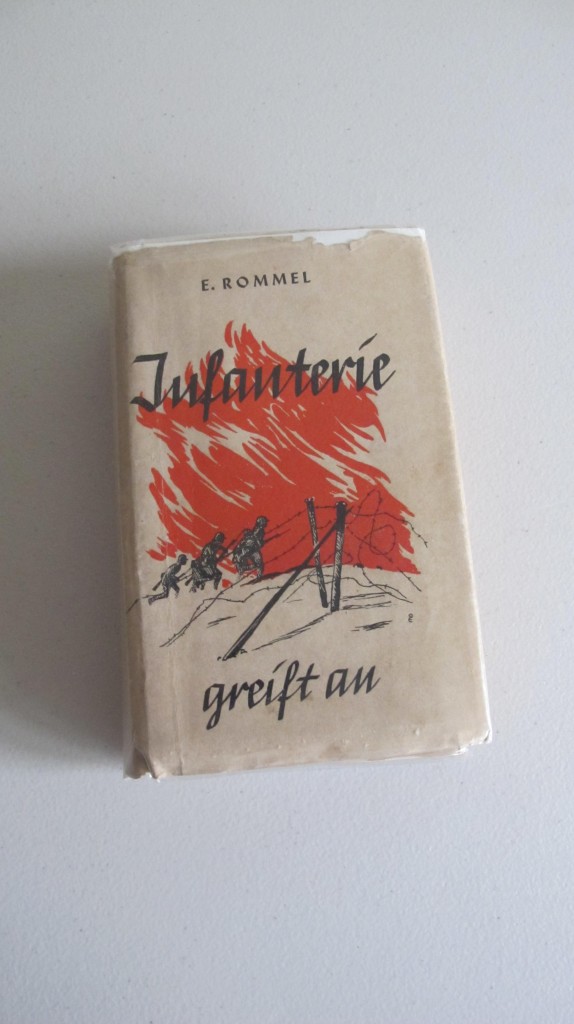 E. ROMMEL
Infanterie
greift an